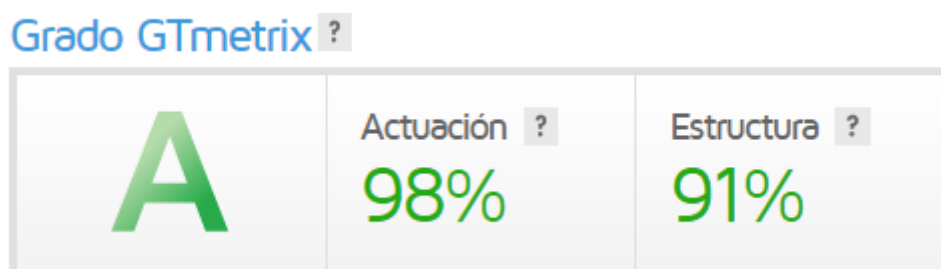 Grado GTmetrix ?
A
Actuación ?
98%
Estructura ?
91%